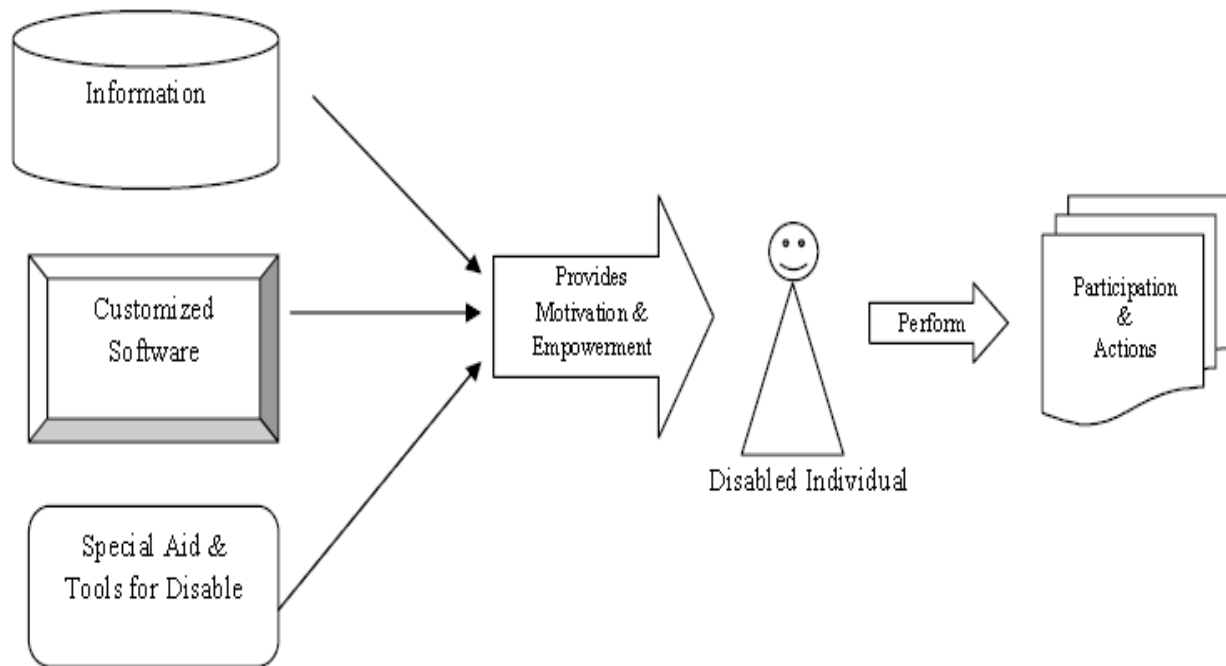 Information
Customized
Software
Special Aid &
Tools for Disable
Provides
Motivation &
Empowerment
Disabled Individual
Perform
Participation
&
Actions